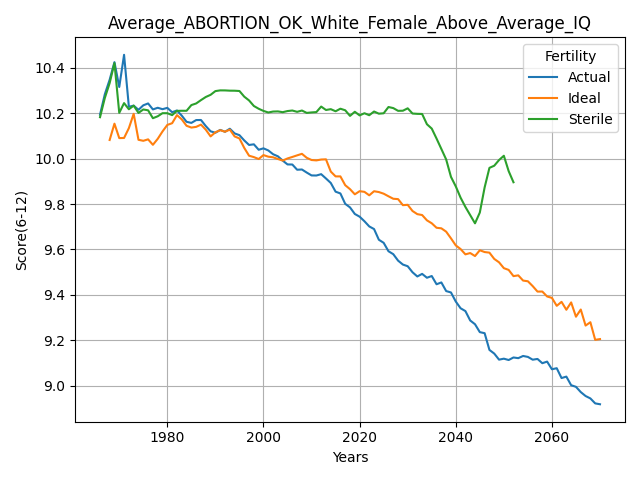 Average_ABORTION_OK_White_Female_Above_Average_IQ
Fertility
Actual
Ideal
Sterile
Score(6-12)
10.4
10.2
10.0
9.8
9.6
9.4
9.2
9.0
1980 2000 2020 2040 2060
Years